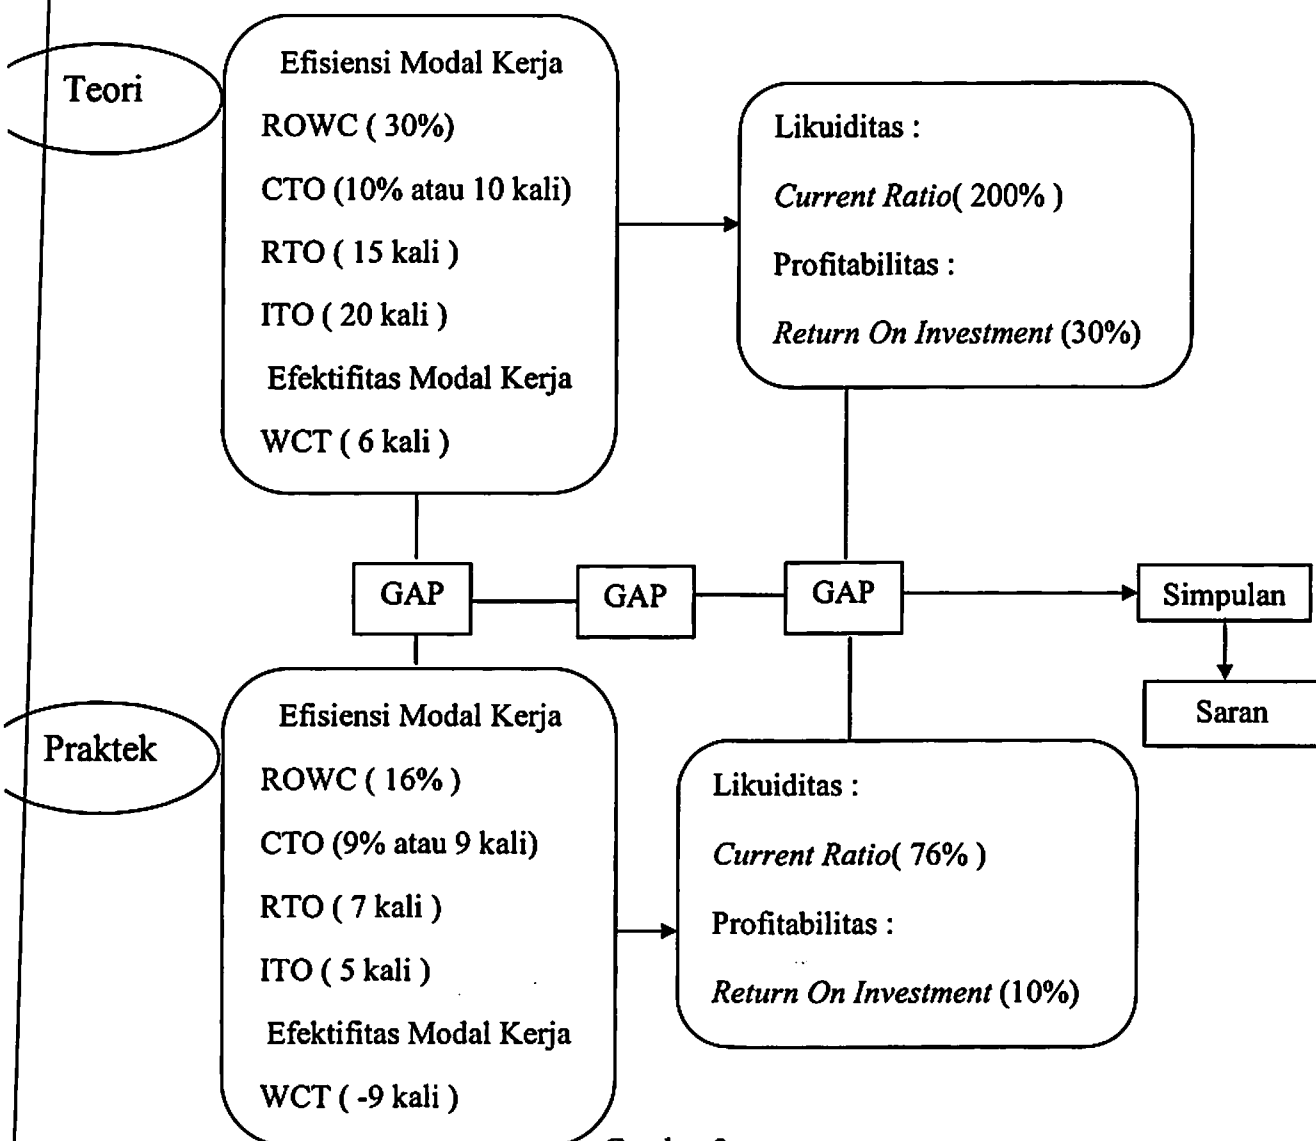 Teori
Efisiensi Modal Kerja
ROWC ( 30%)
CTO (10% atau 10 kali)
RTO ( 15 kali )
ITO ( 20 kali )
Efektifitas Modal Kerja
WCT ( 6 kali )
Likuiditas :
Current Ratio( 200% )
Profitabilitas :
Return On Investment (30%)
GAP
GAP
GAP
Simpulan
Saran
Praktek
Efisiensi Modal Kerja
ROWC ( 16% )
CTO (9% atau 9 kali)
RTO ( 7 kali )
ITO ( 5 kali )
Efektifitas Modal Kerja
WCT ( -9 kali )
Likuiditas :
Current Ratio( 76% )
Profitabilitas :
Return On Investment (10%)